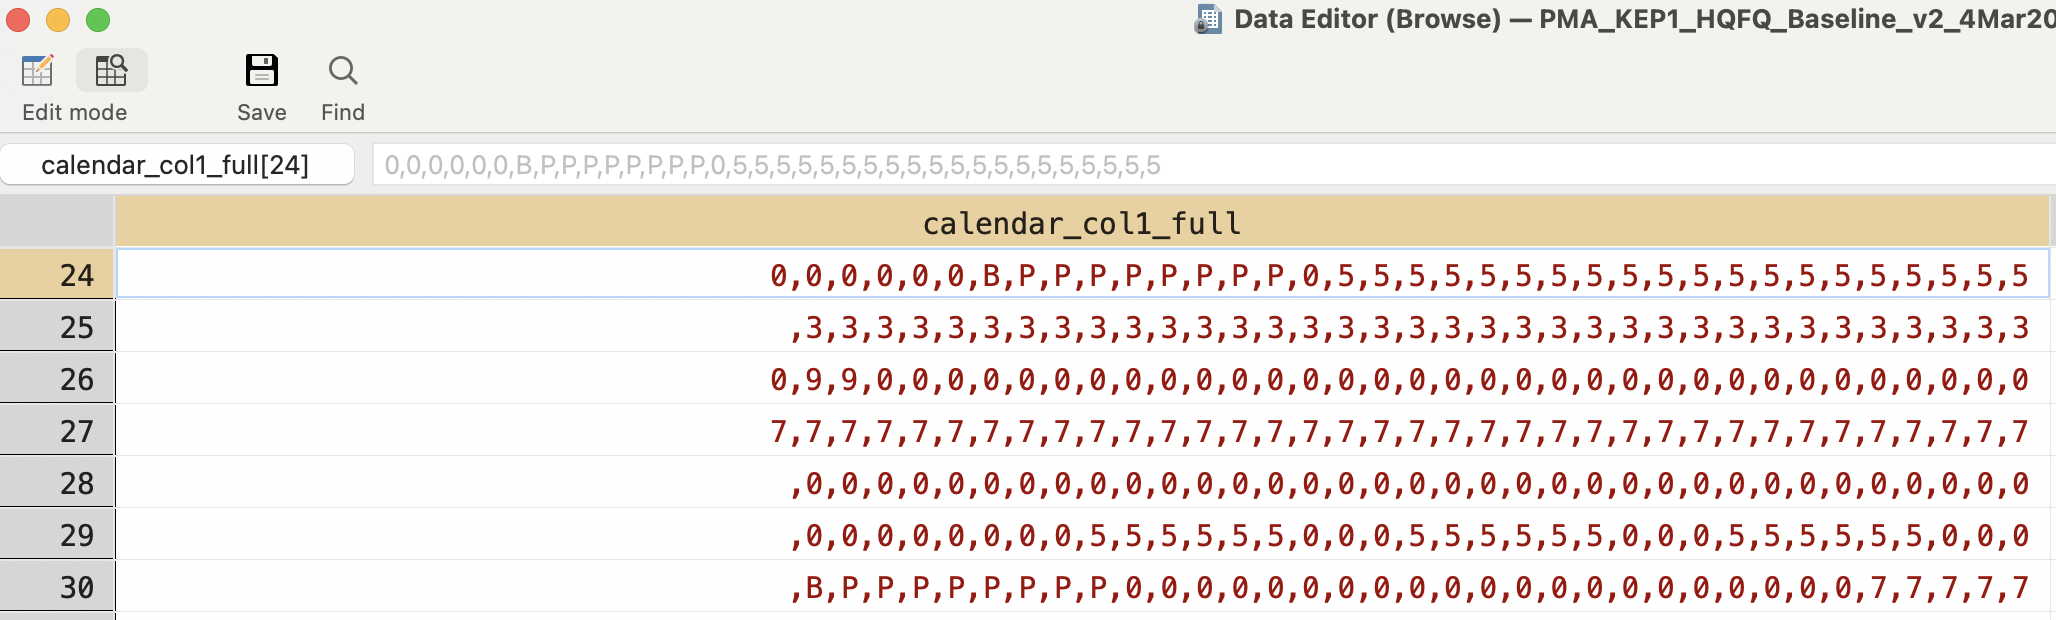 Data Editor (Browse) — PMA_KEP1_HQFQ_Baseline_v2_4Mar20
Edit mode Save Find
calendar_col1_full[24] 0,0,0,0,0,0,B,P,P,P,P,P,P,P,P,0,5,5,5,5,5,5,5,5,5,5,5,5,5,5,5,5,5,5,5,5
calendar_col1_full
24 0,0,0,0,0,0,B,P,P,P,P,P,P,P,P,0,5,5,5,5,5,5,5,5,5,5,5,5,5,5,5,5,5,5,5,5
25 ,3,3,3,3,3,3,3,3,3,3,3,3,3,3,3,3,3,3,3,3,3,3,3,3,3,3,3,3,3,3,3,3,3,3,3
26 0,9,9,0,0,0,0,0,0,0,0,0,0,0,0,0,0,0,0,0,0,0,0,0,0,0,0,0,0,0,0,0,0,0,0,0
27 7,7,7,7,7,7,7,7,7,7,7,7,7,7,7,7,7,7,7,7,7,7,7,7,7,7,7,7,7,7,7,7,7,7,7,7
28 ,0,0,0,0,0,0,0,0,0,0,0,0,0,0,0,0,0,0,0,0,0,0,0,0,0,0,0,0,0,0,0,0,0,0,0
29 ,0,0,0,0,0,0,0,0,5,5,5,5,5,5,0,0,0,5,5,5,5,5,5,0,0,0,5,5,5,5,5,5,0,0,0
30 ,B,P,P,P,P,P,P,P,P,0,0,0,0,0,0,0,0,0,0,0,0,0,0,0,0,0,0,0,0,0,7,7,7,7,7